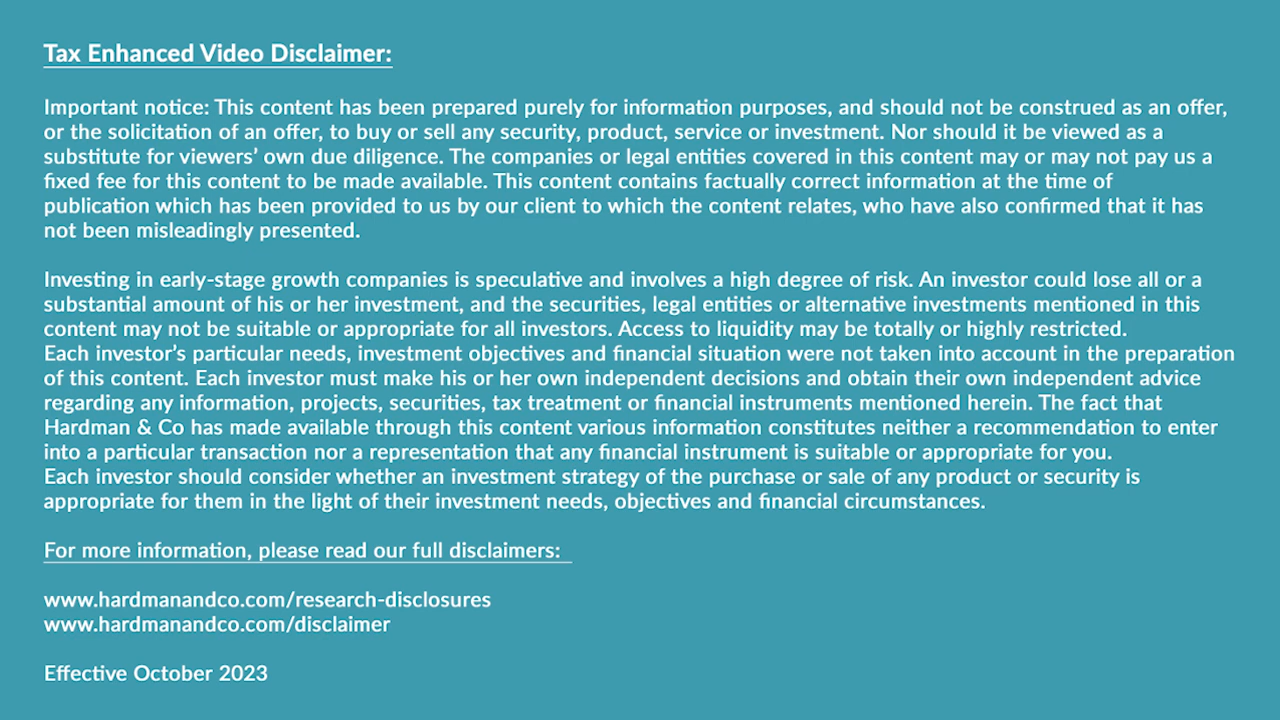 Tax Enhanced Video Disclaimer:
Important notice: This content has been prepared purely for information purposes, and should not be construed as an offer,
or the solicitation of an offer, to buy or sell any security, product, service or investment. Nor should it be viewed as a
substitute for viewers’ own due diligence. The companies or legal entities covered in this content may or may not pay us a
fixed fee for this content to be made available. This content contains factually correct information at the time of
publication which has been provided to us by our client to which the content relates, who have also confirmed that it has
not been misleadingly presented.
Investing in early-stage growth companies is speculative and involves a high degree of risk. An investor could lose all or a
substantial amount of his or her investment, and the securities, legal entities or alternative investments mentioned in this
content may not be suitable or appropriate for all investors. Access to liquidity may be totally or highly restricted.
Each investor’s particular needs, investment objectives and financial situation were not taken into account in the preparation
of this content. Each investor must make his or her own independent decisions and obtain their own independent advice
regarding any information, projects, securities, tax treatment or financial instruments mentioned herein. The fact that
Hardman & Co has made available through this content various information constitutes neither a recommendation to enter
into a particular transaction nor a representation that any financial instrument is suitable or appropriate for you.
Each investor should consider whether an investment strategy of the purchase or sale of any product or security is
appropriate for them in the light of their investment needs, objectives and financial circumstances.
For more information, please read our full disclaimers:
www.hardmanandco.com/research-disclosures
www.hardmanandco.com/disclaimer
Effective October 2023